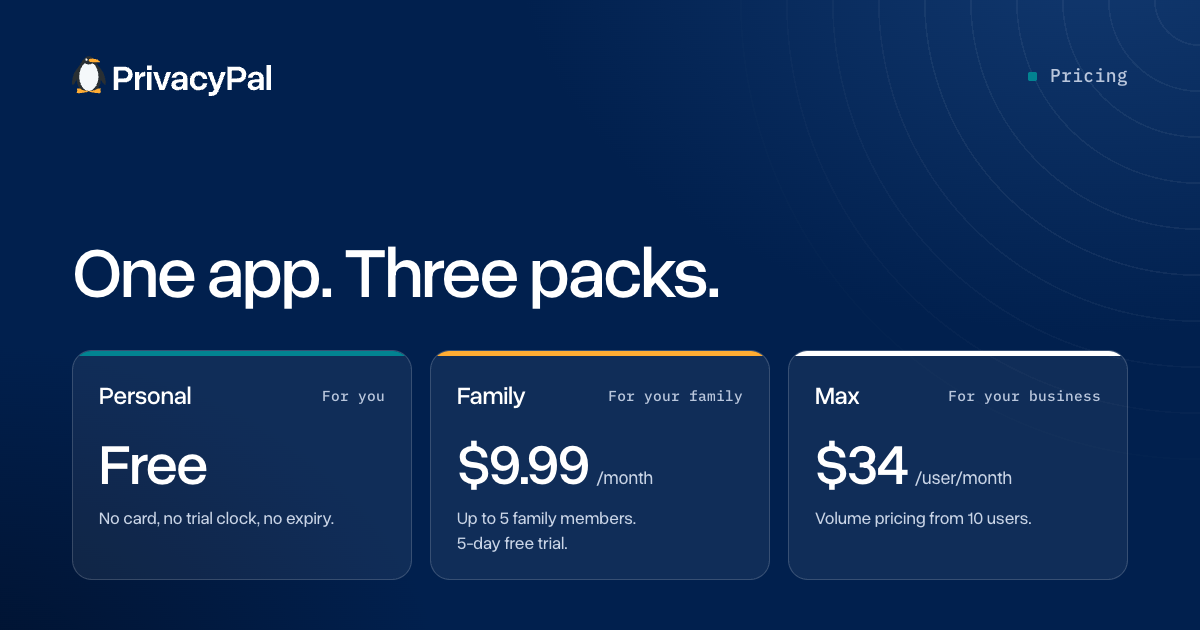 PrivacyPal
Pricing
One app. Three packs.
Personal
For you
Free
No card, no trial clock, no expiry.
Family
For your family
$9.99 /month
Up to 5 family members.
5-day free trial.
Max
For your business
$34 /user/month
Volume pricing from 10 users.